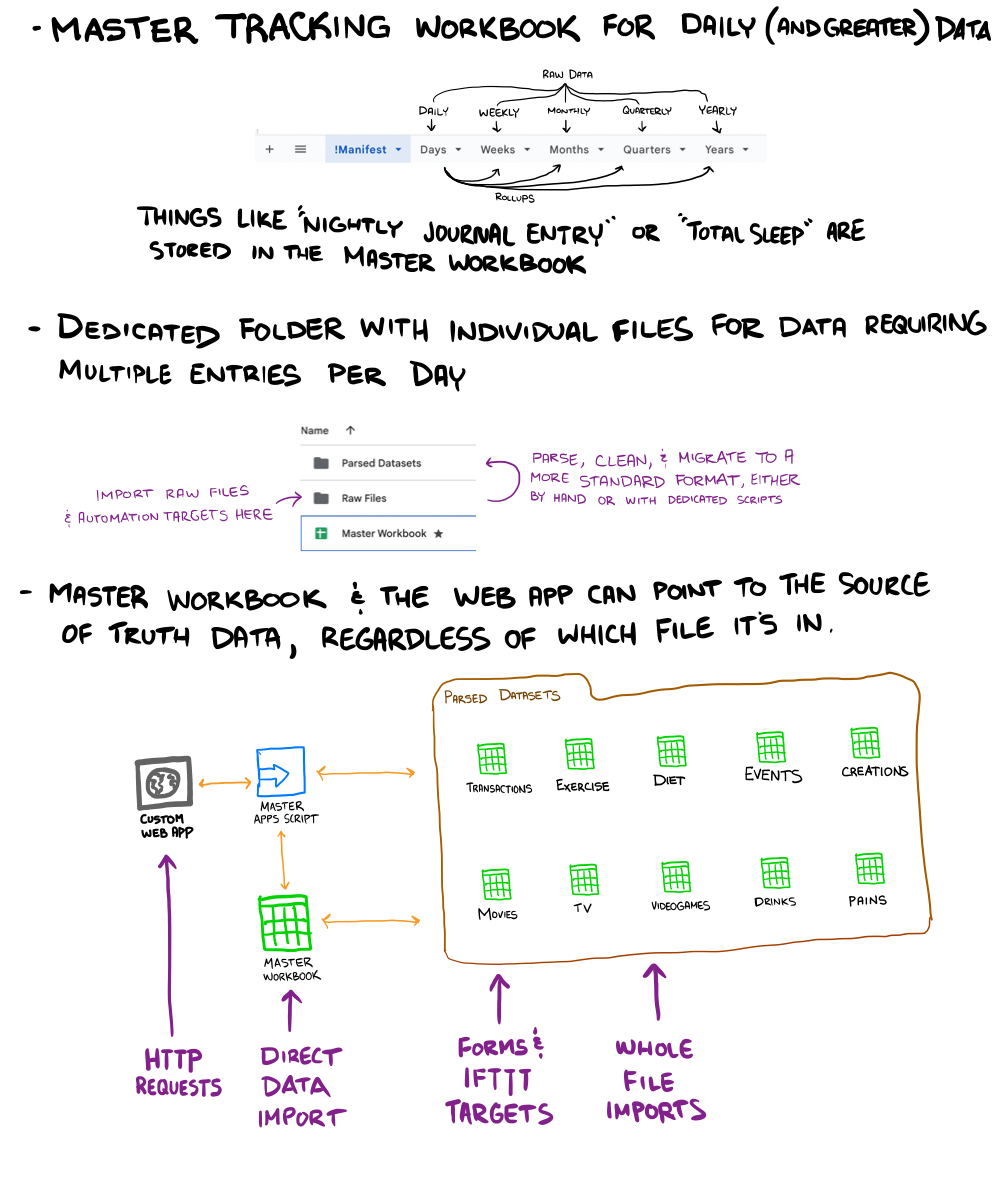 - MASTER TRACKING WORKBOOK FOR DAILY (AND GREATER) DATA
RAW DATA
DAILY WEEKLY MONTHLY QUARTERLY YEARLY
!Manifest Days Weeks Months Quarters Years
ROLLUPS
THINGS LIKE "NIGHTLY JOURNAL ENTRY" OR "TOTAL SLEEP" ARE
STORED IN THE MASTER WORKBOOK
- DEDICATED FOLDER WITH INDIVIDUAL FILES FOR DATA REQUIRING
MULTIPLE ENTRIES PER DAY
Name
Parsed Datasets
Raw Files
Master Workbook
IMPORT RAW FILES
& AUTOMATION TARGETS HERE
PARSE, CLEAN, & MIGRATE TO A
MORE STANDARD FORMAT, EITHER
BY HAND OR WITH DEDICATED SCRIPTS
- MASTER WORKBOOK & THE WEB APP CAN POINT TO THE SOURCE
OF TRUTH DATA, REGARDLESS OF WHICH FILE IT'S IN.
PARSED DATASETS
TRANSACTIONS EXERCISE DIET EVENTS CREATIONS
MOVIES TV VIDEOGAMES DRINKS PAINS
CUSTOM
WEB APP
MASTER
APPS SCRIPT
MASTER
WORKBOOK
HTTP
REQUESTS
DIRECT
DATA
IMPORT
FORMS &
IFTTT
TARGETS
WHOLE
FILE
IMPORTS